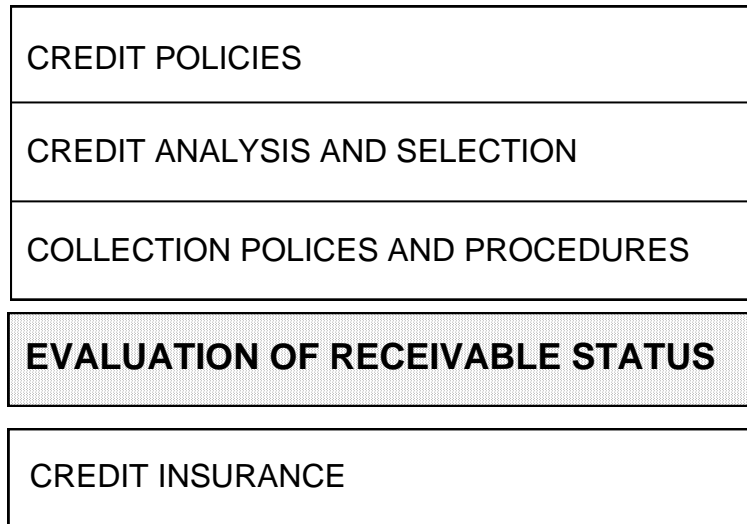 CREDIT POLICIES
CREDIT ANALYSIS AND SELECTION
COLLECTION POLICES AND PROCEDURES
EVALUATION OF RECEIVABLE STATUS
CREDIT INSURANCE